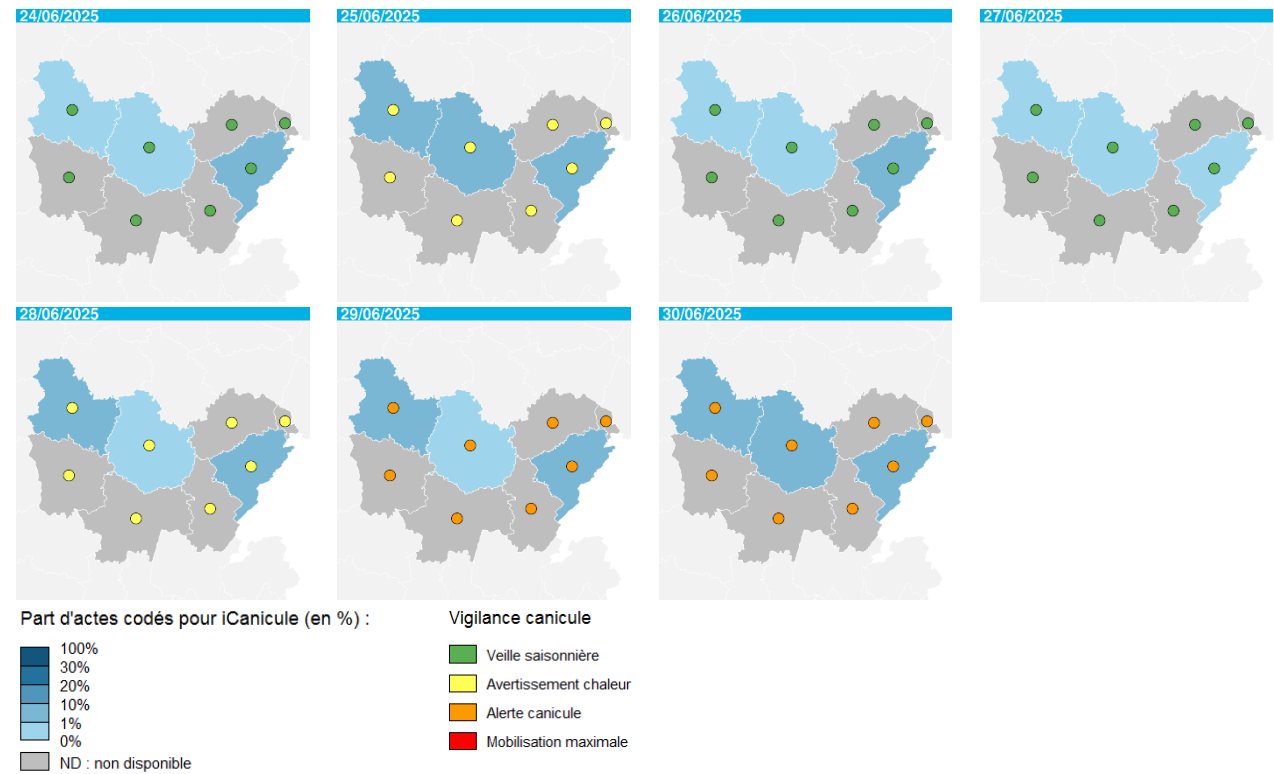 24/06/2025
25/06/2025
26/06/2025
27/06/2025
28/06/2025
29/06/2025
30/06/2025
Part d'actes codés pour iCanicule (en %) :
100%
30%
20%
10%
1%
0%
ND : non disponible
Vigilance canicule
Veille saisonnière
Avertissement chaleur
Alerte canicule
Mobilisation maximale